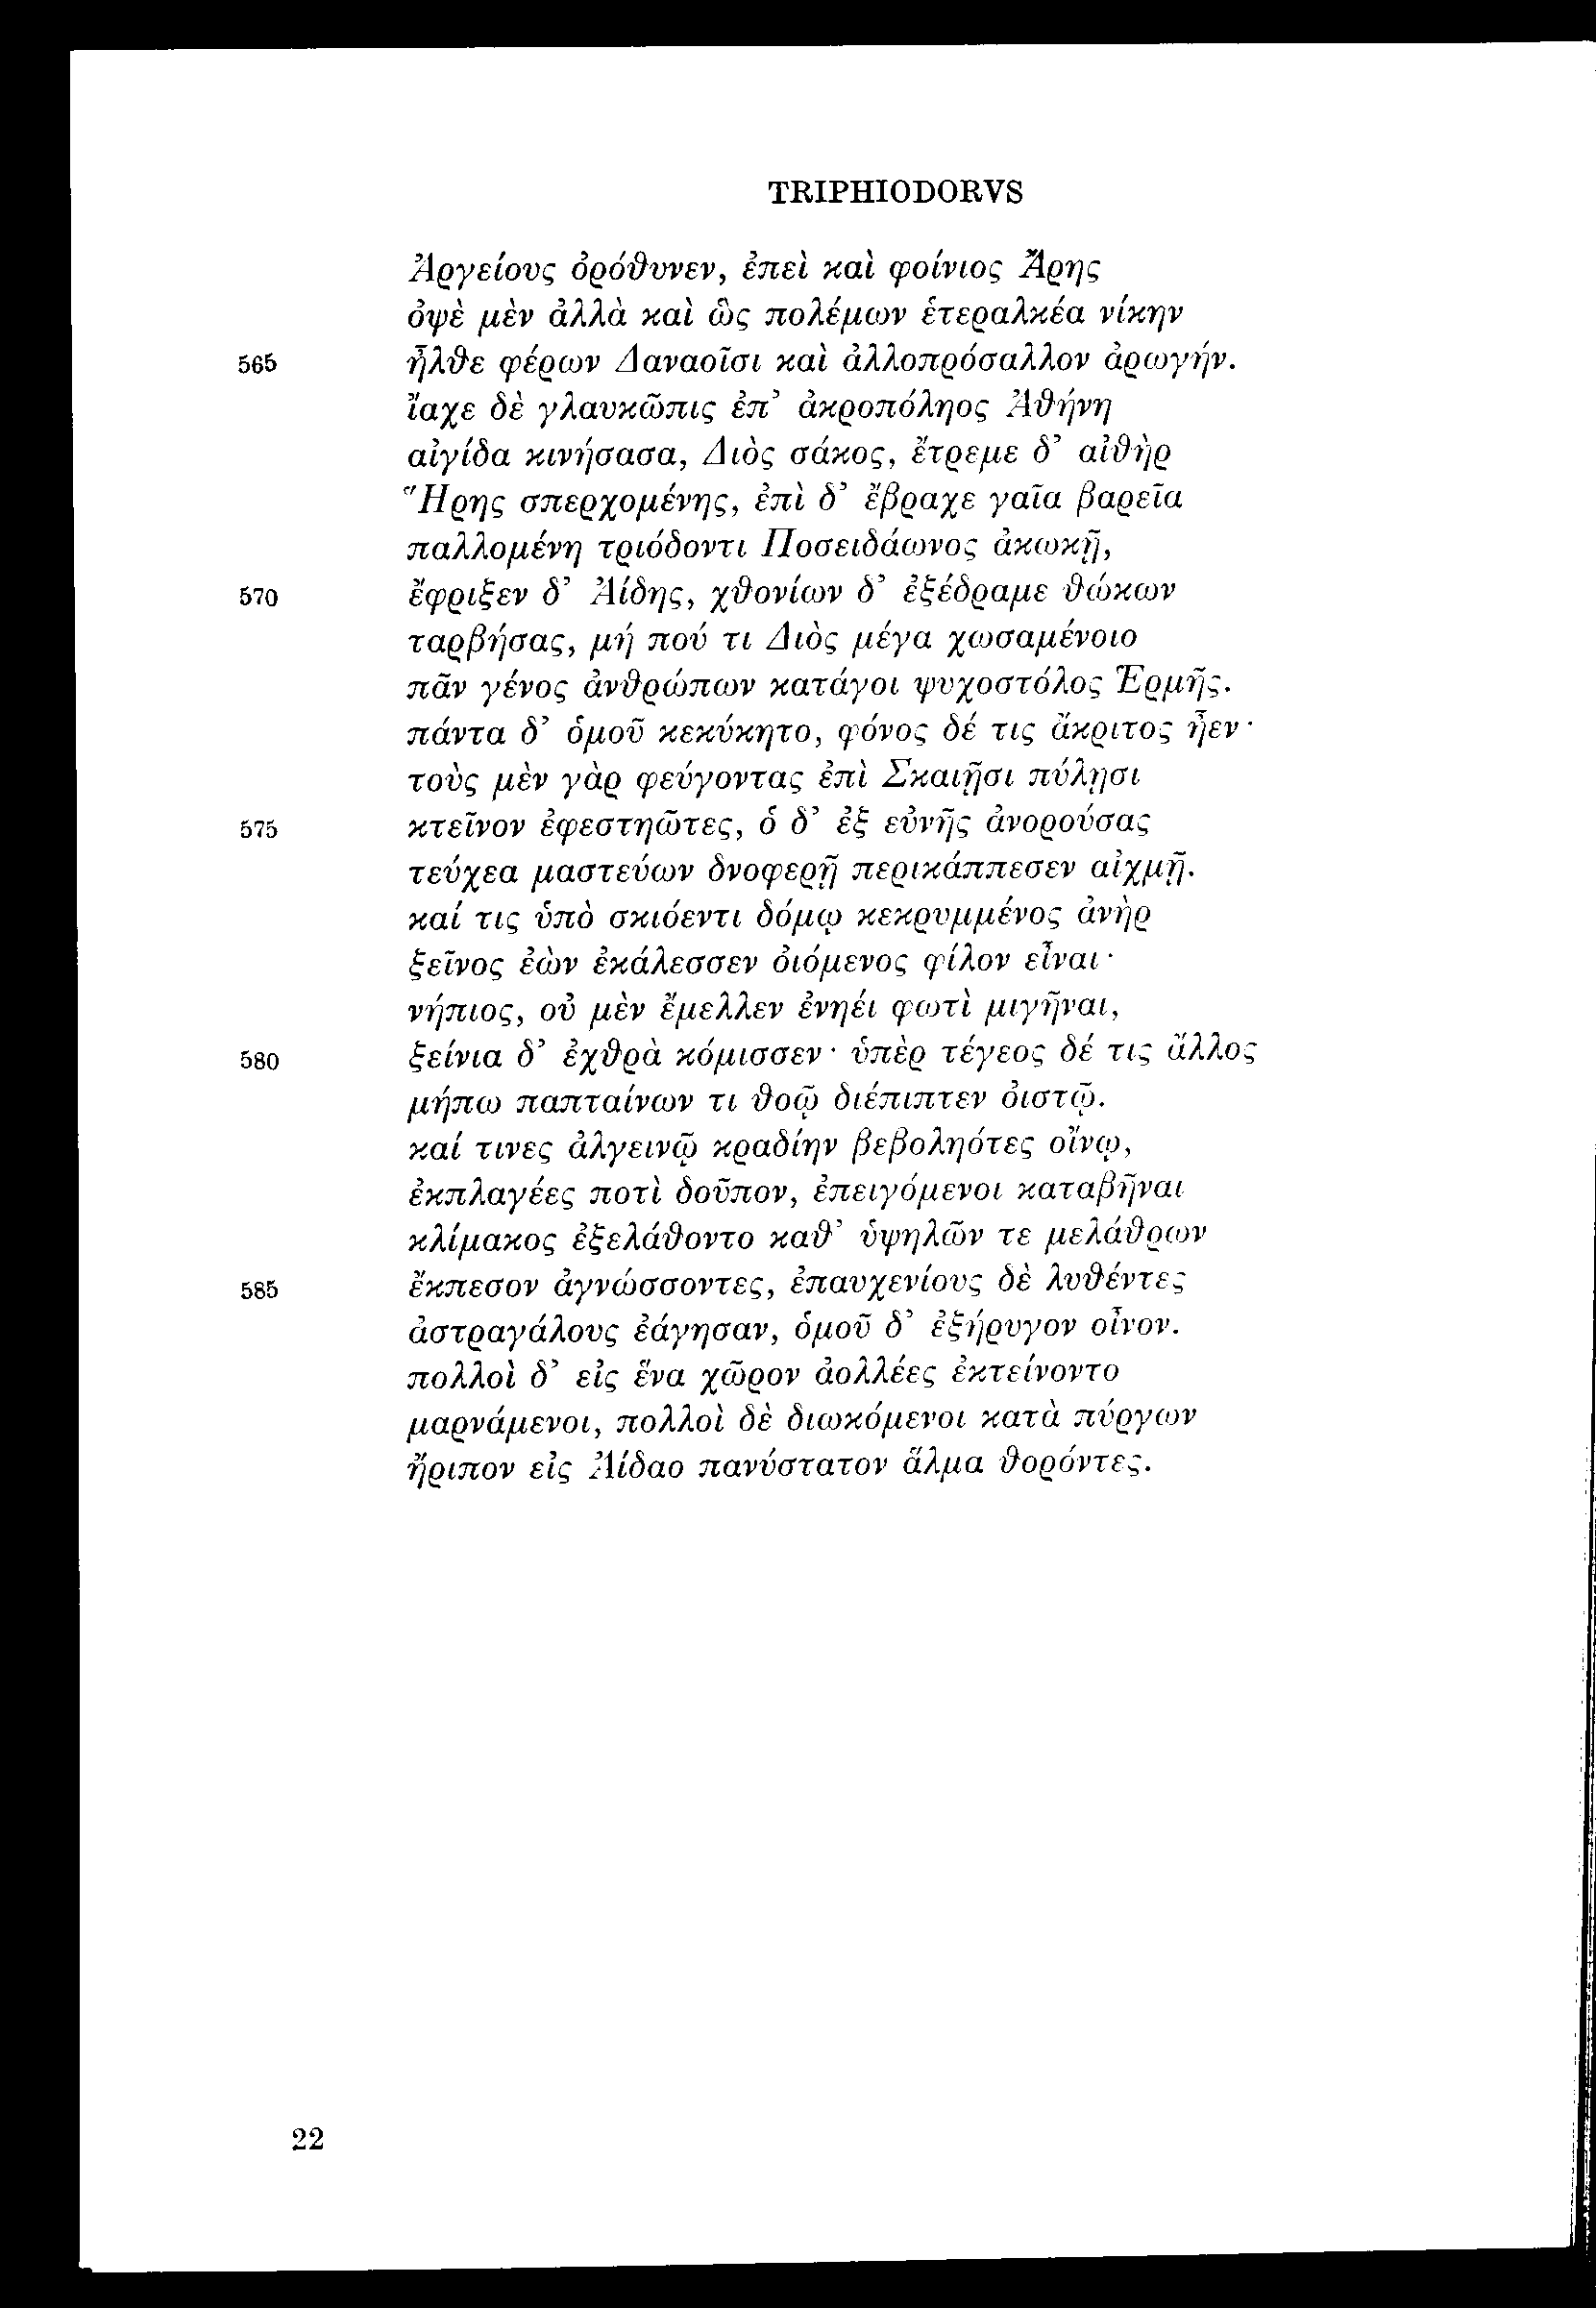 TRIPHIODORVS
Ἀργείους ὀρόθυνεν, ἐπεὶ καὶ φοίνιος Ἄρης
ὀψὲ μὲν ἀλλὰ καὶ ὣς πολέμων ἑτεραλκέα νίκην
565 ἦλθε φέρων Δαναοῖσι καὶ ἀλλοπρόσαλλον ἀρωγήν.
ἴαχε δὲ γλαυκῶπις ἐπ’ ἀκροπόληος Ἀθήνη
αἰγίδα κινήσασα, Διὸς σάκος, ἔτρεμε δ’ αἰθὴρ
Ἥρης σπερχομένης, ἐπὶ δ’ ἔβραχε γαῖα βαρεῖα
παλλομένη τριόδοντι Ποσειδάωνος ἀκωκῇ,
570 ἔφριξεν δ’ Ἀίδης, χθονίων δ’ ἐξέδραμε θώκων
ταρβήσας, μή πού τι Διὸς μέγα χωσαμένοιο
πᾶν γένος ἀνθρώπων κατάγοι ψυχοστόλος Ἑρμῆς.
πάντα δ’ ὁμοῦ κεκύκητο, φόνος δέ τις ἄκριτος ἦεν·
τοὺς μὲν γὰρ φεύγοντας ἐπὶ Σκαιῇσι πύλῃσι
575 κτεῖνον ἐφεστηῶτες, ὁ δ’ ἐξ εὐνῆς ἀνορούσας
τεύχεα μαστεύων δνοφερῇ περικάππεσεν αἰχμῇ.
καί τις ὑπὸ σκιόεντι δόμῳ κεκρυμμένος ἀνὴρ
ξεῖνος ἐὼν ἐκάλεσσεν ὀιόμενος φίλον εἶναι·
νήπιος, οὐ μὲν ἔμελλεν ἐνηέι φωτὶ μιγῆναι,
580 ξείνια δ’ ἐχθρὰ κόμισσεν· ὑπὲρ τέγεος δέ τις ἄλλος
μήπω παπταίνων τι θοῷ διέπιπτεν ὀιστῷ.
καί τινες ἀλγεινῷ κραδίην βεβοληότες οἴνῳ,
ἐκπλαγέες ποτὶ δοῦπον, ἐπειγόμενοι καταβῆναι
κλίμακος ἐξελάθοντο καθ’ ὑψηλῶν τε μελάθρων
585 ἔκπεσον ἀγνώσσοντες, ἐπαυχενίους δὲ λυθέντες
ἀστραγάλους ἐάγησαν, ὁμοῦ δ’ ἐξήρυγον οἶνον.
πολλοὶ δ’ εἰς ἕνα χῶρον ἀολλέες ἐκτείνοντο
μαρνάμενοι, πολλοὶ δὲ διωκόμενοι κατὰ πύργων
ἤριπον εἰς Ἀίδαο πανύστατον ἅλμα θορόντες.
22